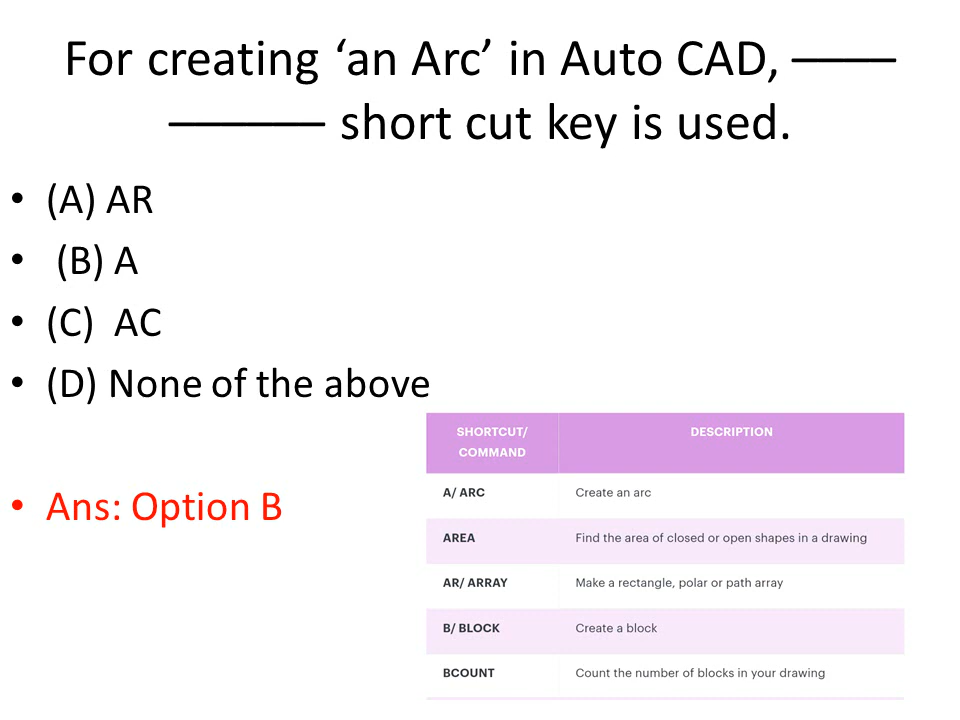 For creating ‘an Arc’ in Auto CAD, ────
────── short cut key is used.
• (A) AR
• (B) A
• (C) AC
• (D) None of the above
• Ans: Option B
SHORTCUT/ COMMAND DESCRIPTION
A/ ARC Create an arc
AREA Find the area of closed or open shapes in a drawing
AR/ ARRAY Make a rectangle, polar or path array
B/ BLOCK Create a block
BCOUNT Count the number of blocks in your drawing